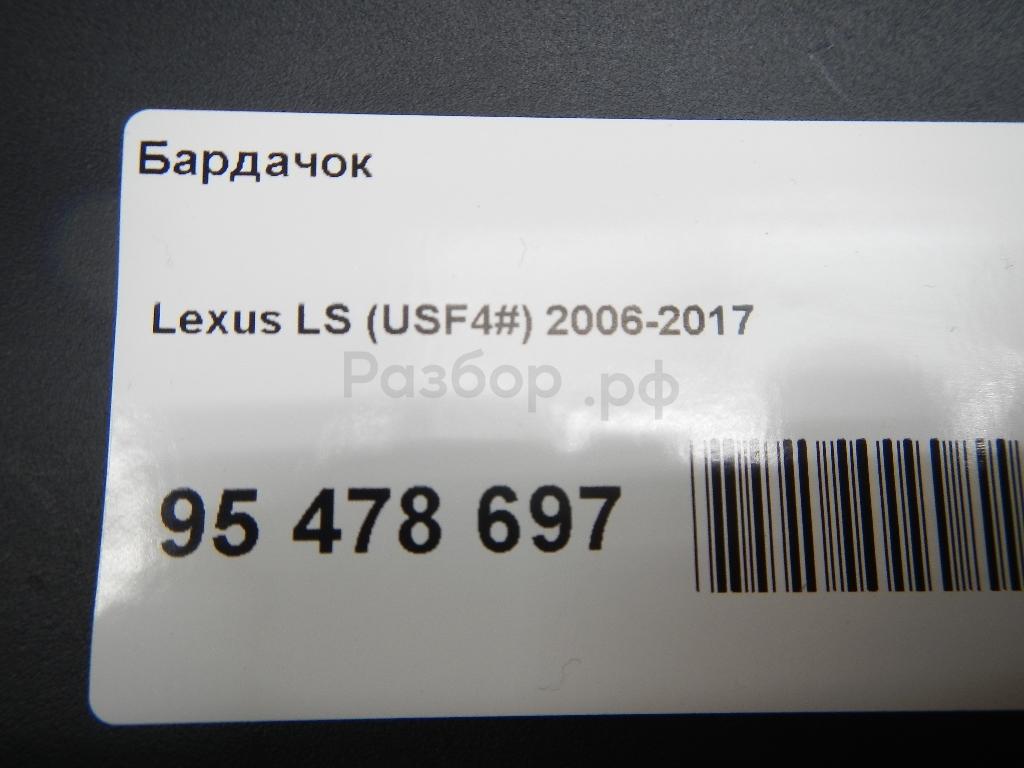 Бардачок
Lexus LS (USF4#) 2006-2017
Разбор.рф
95 478 697